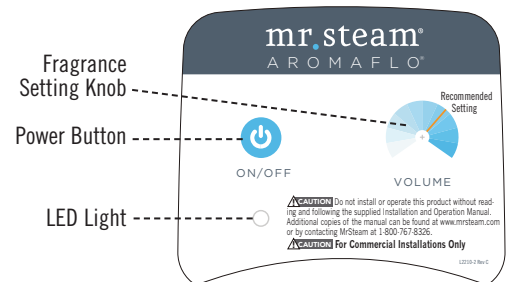 mr.steam®
AROMAFLO®
Fragrance
Setting Knob
Recommended
Setting
Power Button
ON/OFF
VOLUME
LED Light
CAUTION Do not install or operate this product without read-
ing and following the supplied Installation and Operation Manual.
Additional copies of the manual can be found at www.mrsteam.com
or by contacting MrSteam at 1-800-767-8326.
CAUTION For Commercial Installations Only
L2210-2 Rev C